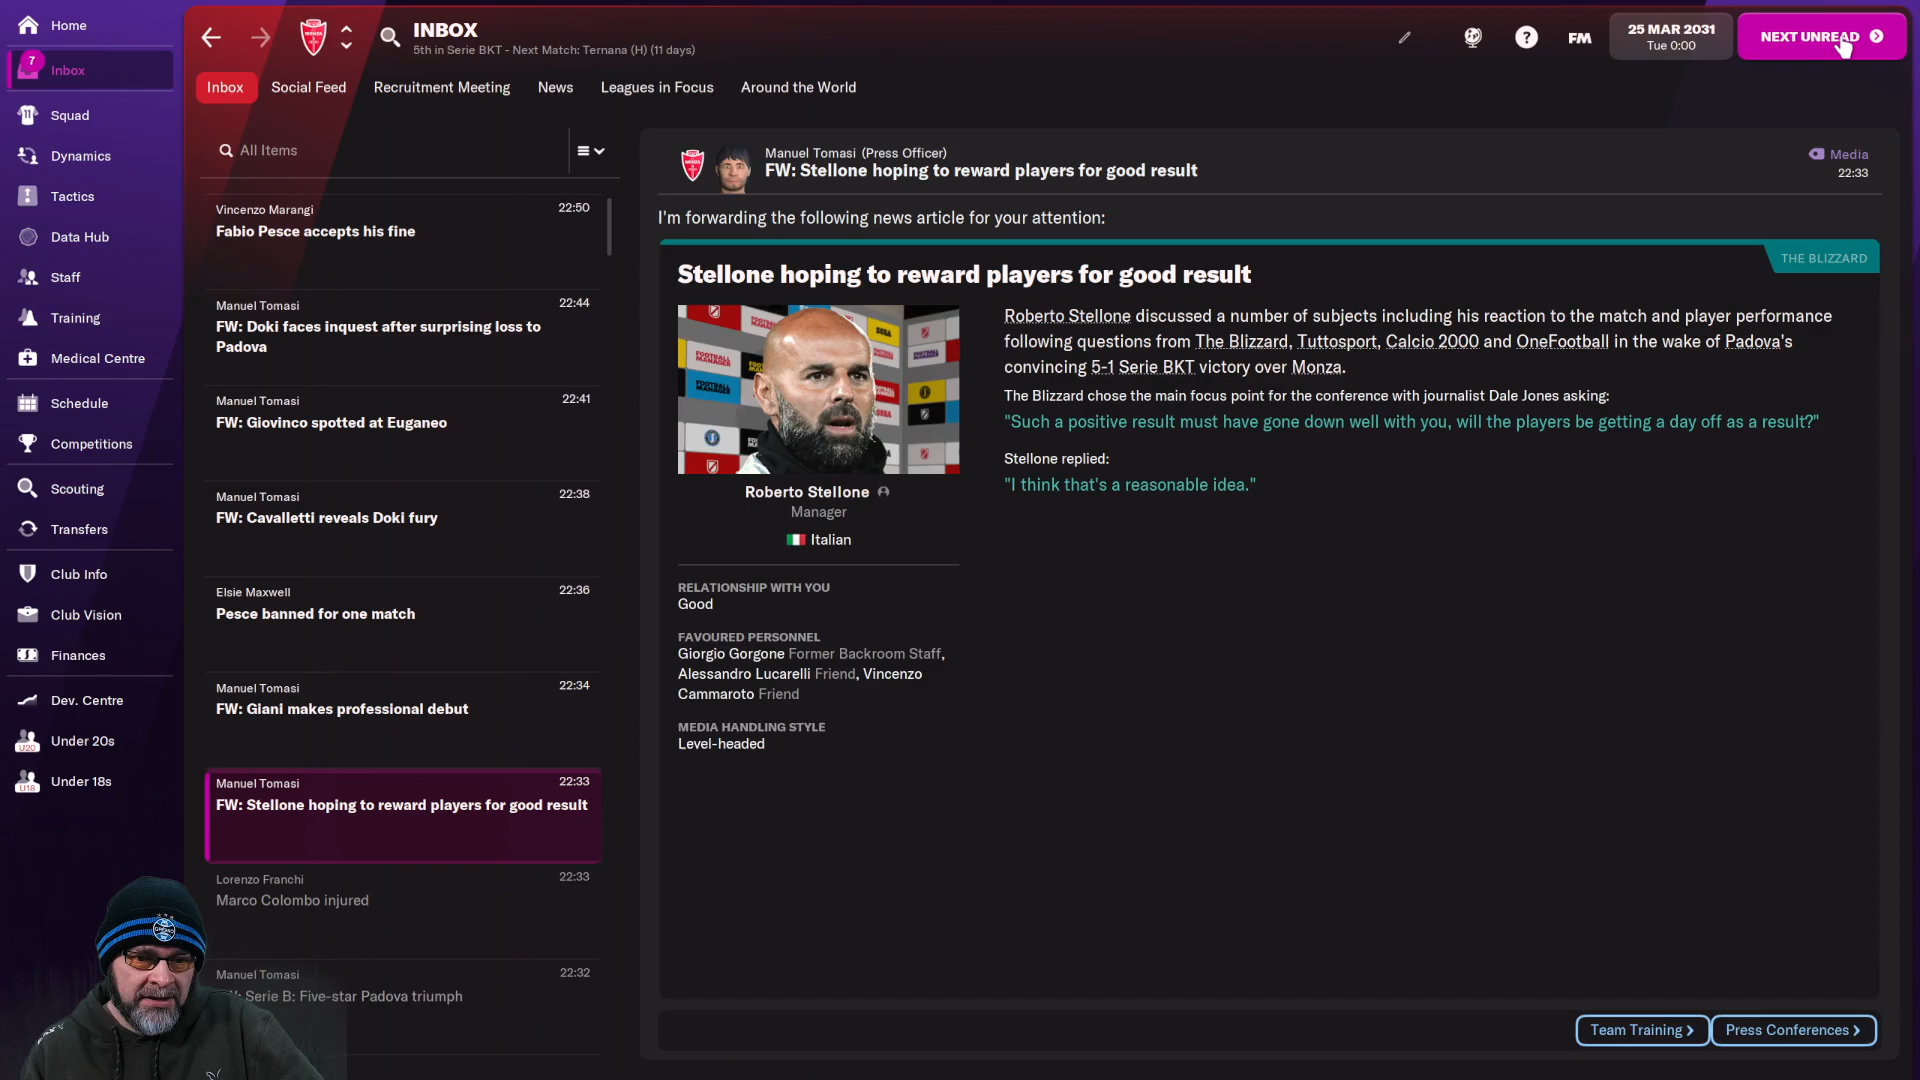 Home
7
Inbox
Squad
Dynamics
Tactics
Data Hub
Staff
Training
Medical Centre
Schedule
Competitions
Scouting
Transfers
Club Info
Club Vision
Finances
Dev. Centre
U20
Under 20s
U18
Under 18s
MONZA
INBOX
5th in Serie BKT - Next Match: Ternana (H) (11 days)
?
FM
25 MAR 2031
Tue 0:00
NEXT UNREAD
Inbox
Social Feed
Recruitment Meeting
News
Leagues in Focus
Around the World
All Items
Vincenzo Marangi
22:50
Fabio Pesce accepts his fine
Manuel Tomasi
22:44
FW: Doki faces inquest after surprising loss to
Padova
Manuel Tomasi
22:41
FW: Giovinco spotted at Euganeo
Manuel Tomasi
22:38
FW: Cavalletti reveals Doki fury
Elsie Maxwell
22:36
Pesce banned for one match
Manuel Tomasi
22:34
FW: Giani makes professional debut
Manuel Tomasi
22:33
FW: Stellone hoping to reward players for good result
Lorenzo Franchi
22:33
Marco Colombo injured
Manuel Tomasi
22:32
Serie B: Five-star Padova triumph
MONZA
Manuel Tomasi (Press Officer)
FW: Stellone hoping to reward players for good result
Media
22:33
I'm forwarding the following news article for your attention:
THE BLIZZARD
Stellone hoping to reward players for good result
FOOTBALL MANAGER
SEGA
Roberto Stellone
Manager
Italian
RELATIONSHIP WITH YOU
Good
FAVOURED PERSONNEL
Giorgio Gorgone Former Backroom Staff,
Alessandro Lucarelli Friend, Vincenzo
Cammaroto Friend
MEDIA HANDLING STYLE
Level-headed
Roberto Stellone discussed a number of subjects including his reaction to the match and player performance
following questions from The Blizzard, Tuttosport, Calcio 2000 and OneFootball in the wake of Padova's
convincing 5-1 Serie BKT victory over Monza.
The Blizzard chose the main focus point for the conference with journalist Dale Jones asking:
"Such a positive result must have gone down well with you, will the players be getting a day off as a result?"
Stellone replied:
"I think that's a reasonable idea."
Team Training
Press Conferences